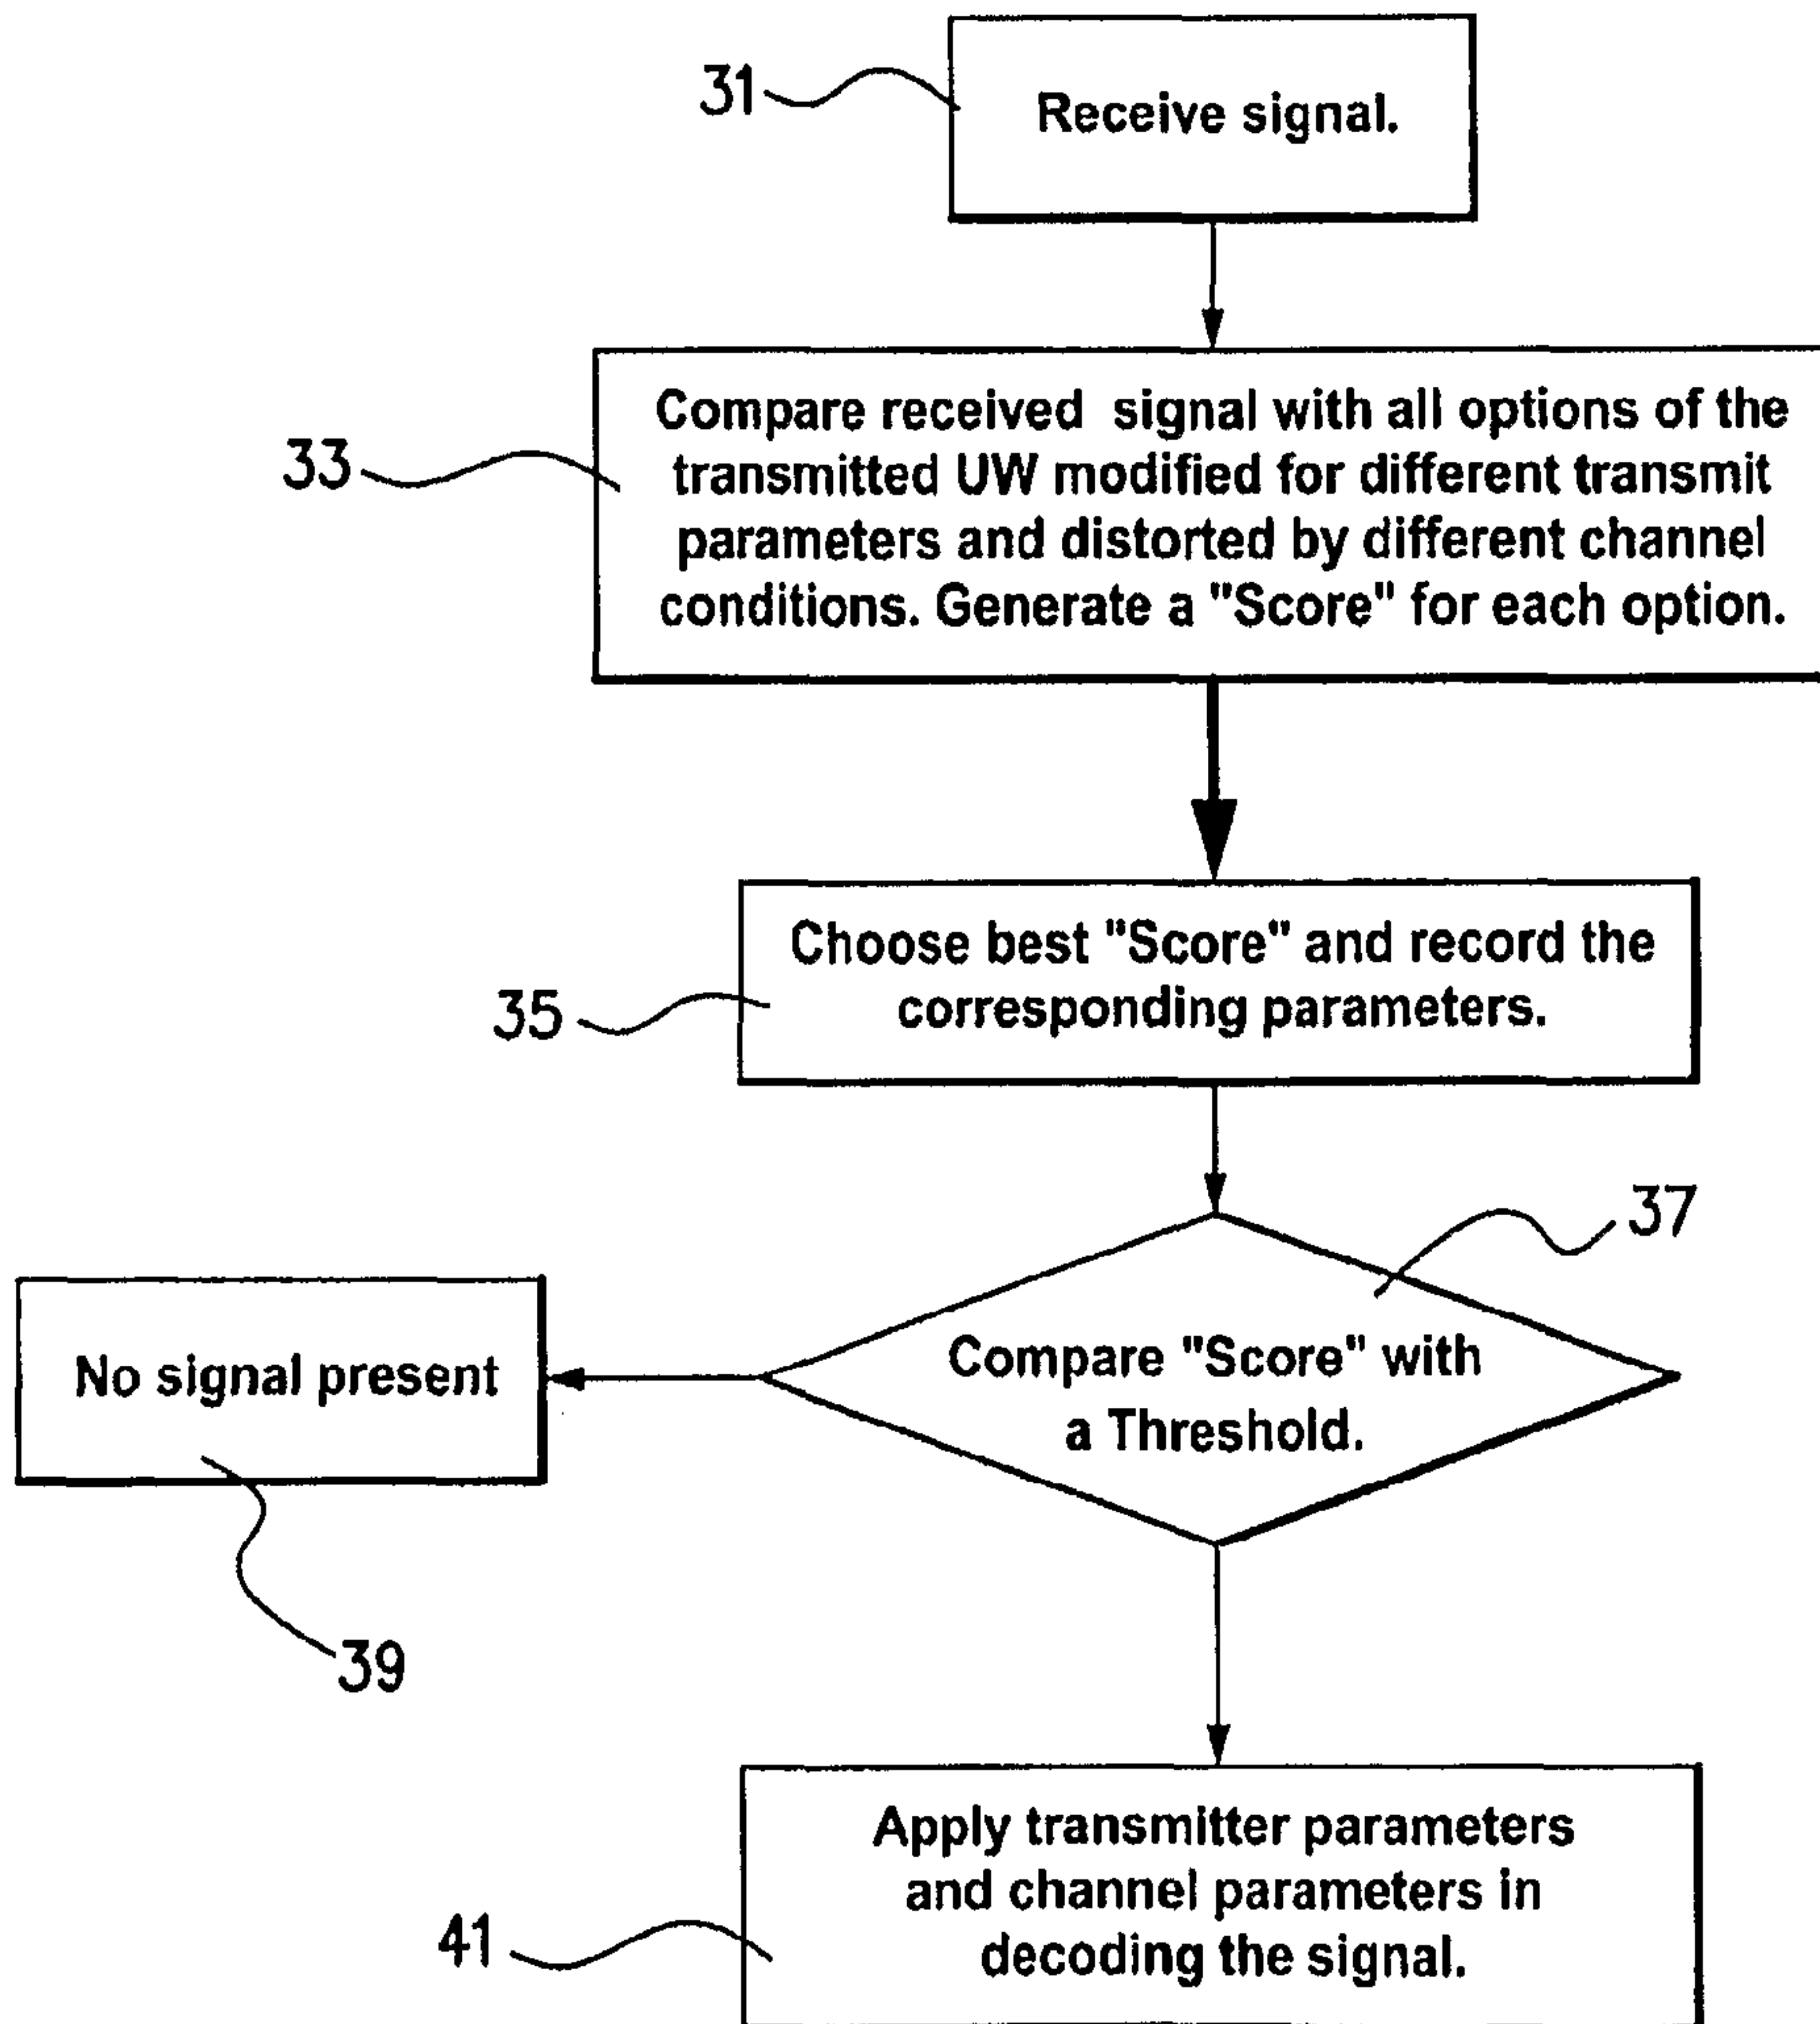 31
Receive signal.
33
Compare received signal with all options of the
transmitted UW modified for different transmit
parameters and distorted by different channel
conditions. Generate a "Score" for each option.
35
Choose best "Score" and record the
corresponding parameters.
37
Compare "Score" with
a Threshold.
No signal present
39
41
Apply transmitter parameters
and channel parameters in
decoding the signal.